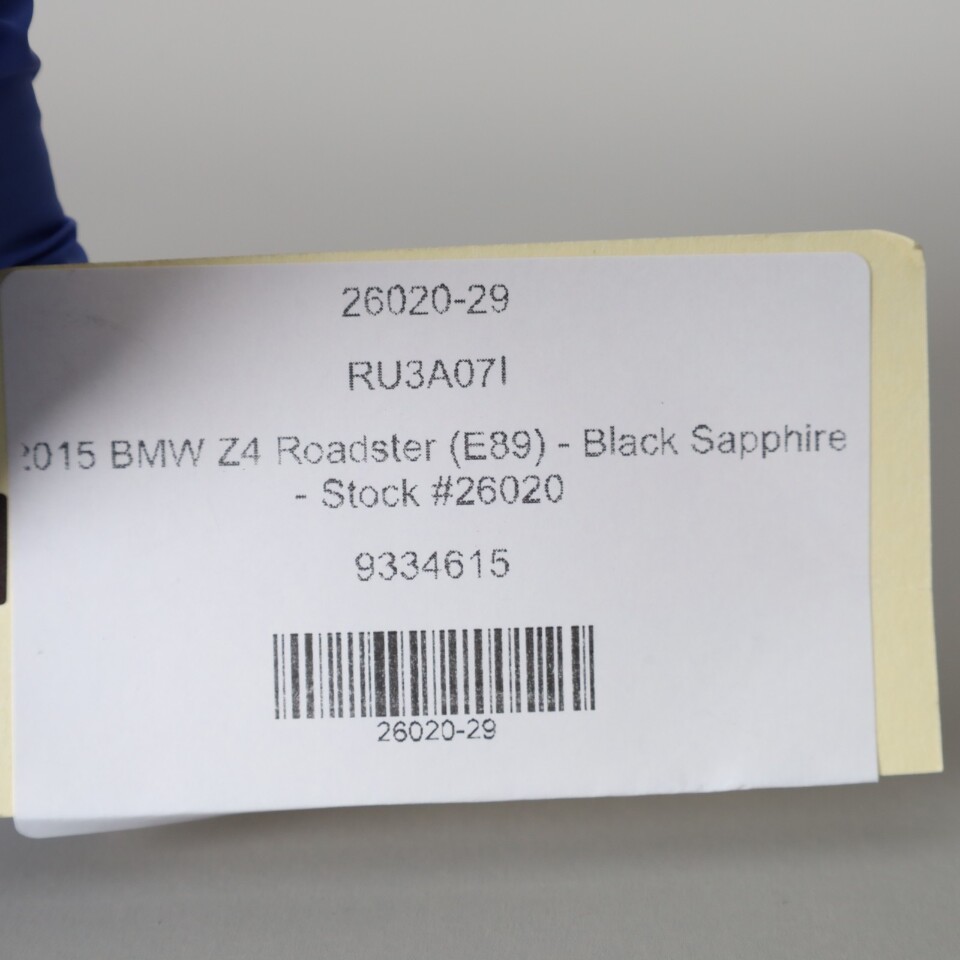 26020-29
RU3A07I
2015 BMW Z4 Roadster (E89) - Black Sapphire
- Stock #26020
9334615
26020-29